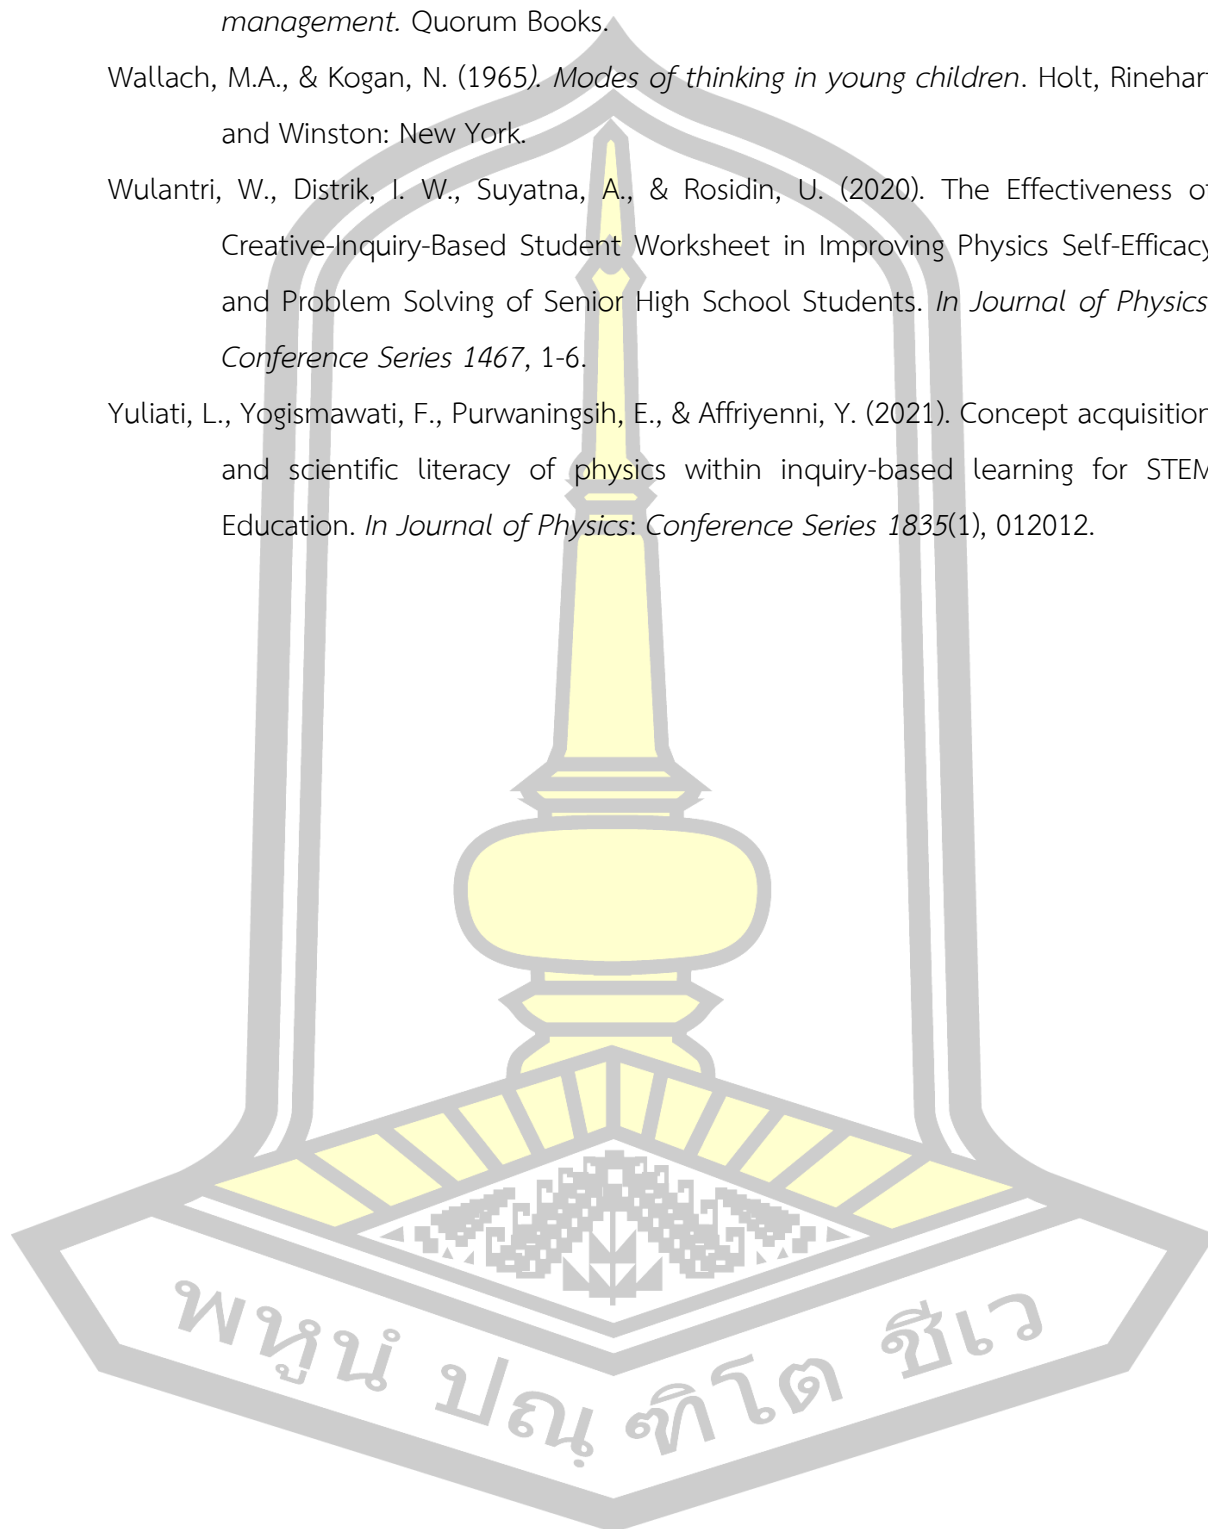 management. Quorum Books.
Wallach, M.A., & Kogan, N. (1965). Modes of thinking in young children. Holt, Rinehart
and Winston: New York.
Wulantri, W., Distrik, I. W., Suyatna, A., & Rosidin, U. (2020). The Effectiveness of
Creative-Inquiry-Based Student Worksheet in Improving Physics Self-Efficacy
and Problem Solving of Senior High School Students. In Journal of Physics
Conference Series 1467, 1-6.
Yuliati, L., Yogismawati, F., Purwaningsih, E., & Affriyenni, Y. (2021). Concept acquisition
and scientific literacy of physics within inquiry-based learning for STEM
Education. In Journal of Physics: Conference Series 1835(1), 012012.
พหูนํ ปณฺฑิโต ชีเว